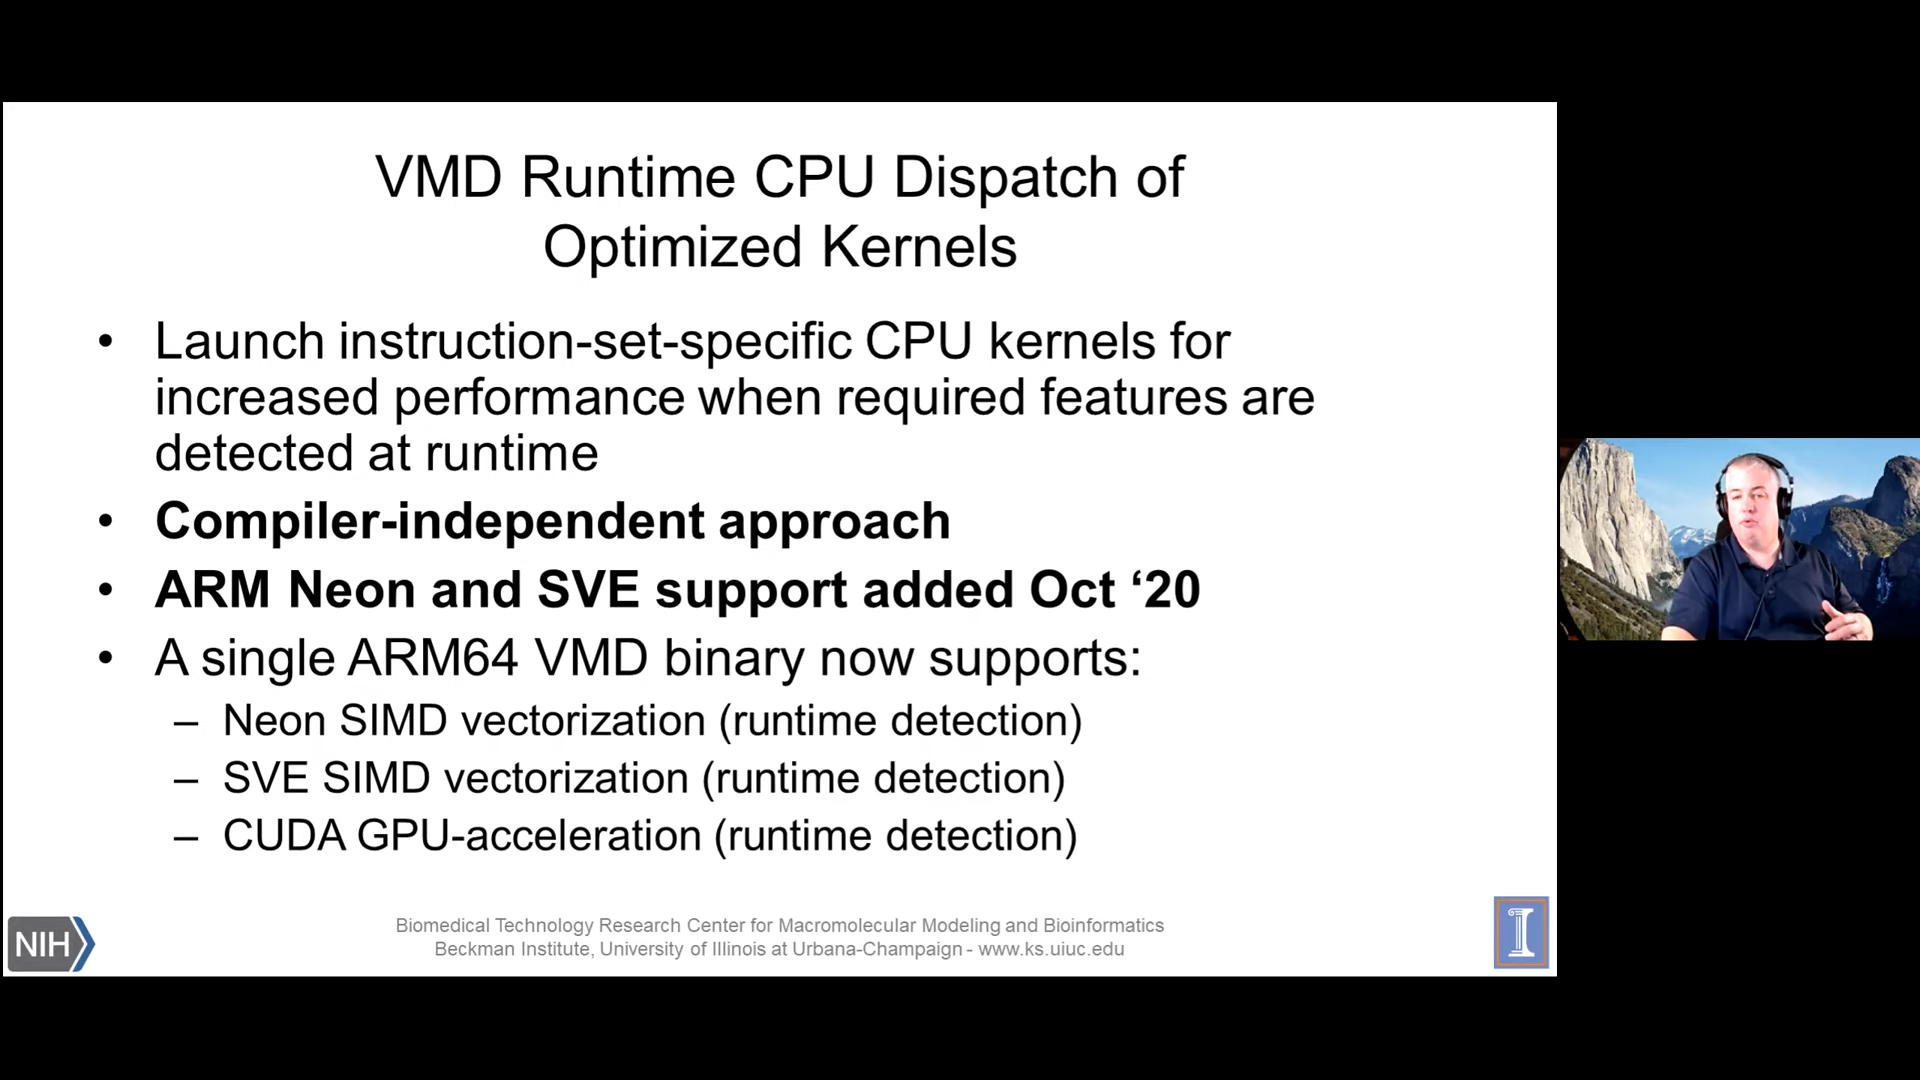 VMD Runtime CPU Dispatch of
Optimized Kernels
• Launch instruction-set-specific CPU kernels for
increased performance when required features are
detected at runtime
• Compiler-independent approach
• ARM Neon and SVE support added Oct ‘20
• A single ARM64 VMD binary now supports:
– Neon SIMD vectorization (runtime detection)
– SVE SIMD vectorization (runtime detection)
– CUDA GPU-acceleration (runtime detection)
NIH
Biomedical Technology Research Center for Macromolecular Modeling and Bioinformatics
Beckman Institute, University of Illinois at Urbana-Champaign - www.ks.uiuc.edu
I